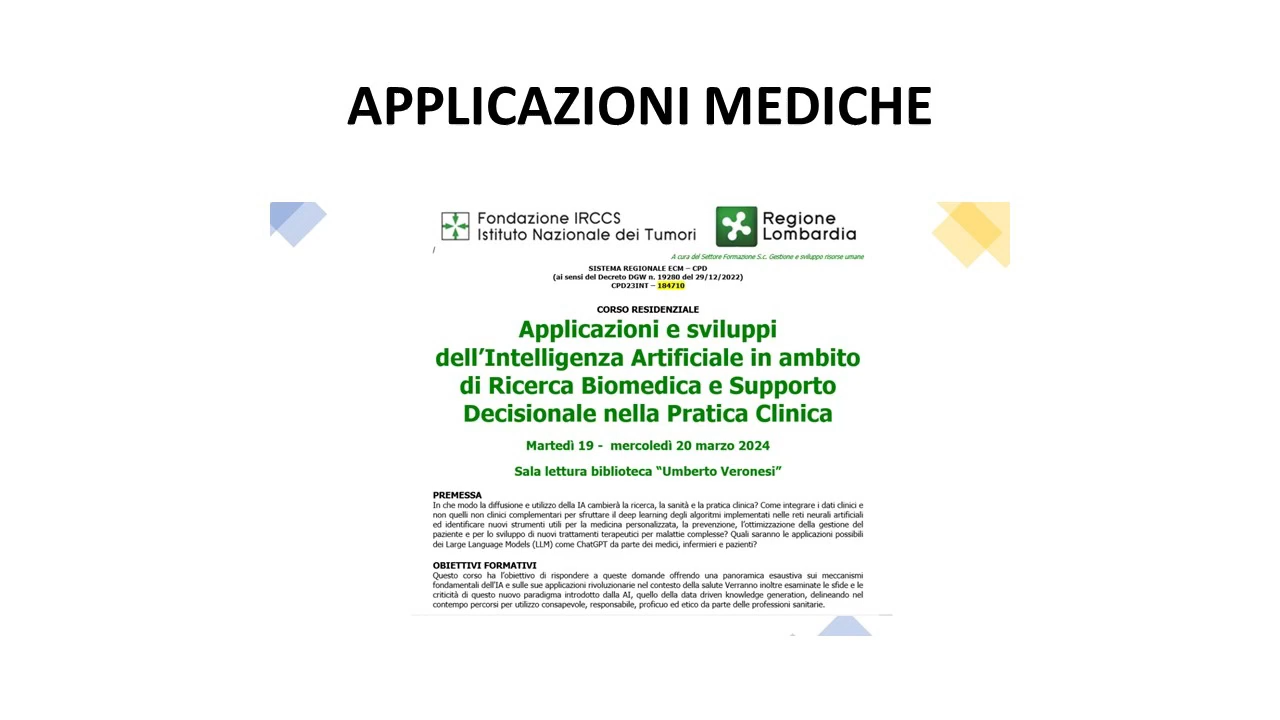 APPLICAZIONI MEDICHE
Fondazione IRCCS
Istituto Nazionale dei Tumori
Regione
Lombardia
/
A cura del Settore Formazione S.c. Gestione e sviluppo risorse umane
SISTEMA REGIONALE ECM – CPD
(ai sensi del Decreto DGW n. 19280 del 29/12/2022)
CPD23INT – 184710
CORSO RESIDENZIALE
Applicazioni e sviluppi
dell’Intelligenza Artificiale in ambito
di Ricerca Biomedica e Supporto
Decisionale nella Pratica Clinica
Martedì 19 - mercoledì 20 marzo 2024
Sala lettura biblioteca “Umberto Veronesi”
PREMESSA
In che modo la diffusione e utilizzo della IA cambierà la ricerca, la sanità e la pratica clinica? Come integrare i dati clinici e
non quelli non clinici complementari per sfruttare il deep learning degli algoritmi implementati nelle reti neurali artificiali
ed identificare nuovi strumenti utili per la medicina personalizzata, la prevenzione, l’ottimizzazione della gestione del
paziente e per lo sviluppo di nuovi trattamenti terapeutici per malattie complesse? Quali saranno le applicazioni possibili
dei Large Language Models (LLM) come ChatGPT da parte dei medici, infermieri e pazienti?
OBIETTIVI FORMATIVI
Questo corso ha l’obiettivo di rispondere a queste domande offrendo una panoramica esaustiva sui meccanismi
fondamentali dell’IA e sulle sue applicazioni rivoluzionarie nel contesto della salute Verranno inoltre esaminate le sfide e le
criticità di questo nuovo paradigma introdotto dalla AI, quello della data driven knowledge generation, delineando nel
contempo percorsi per utilizzo consapevole, responsabile, proficuo ed etico da parte delle professioni sanitarie.